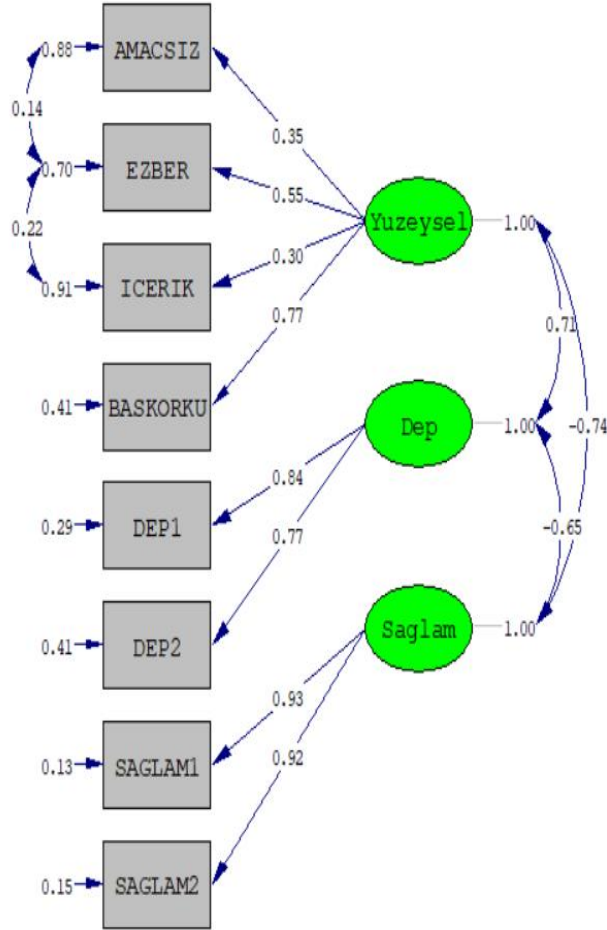 0.88
AMACSIZ
0.14
0.35
0.70
EZBER
0.55
Yuzeysel
1.00
0.22
0.30
0.91
ICERIK
0.77
0.71
0.41
BASKORKU
Dep
1.00
-0.74
0.84
0.29
DEP1
0.77
-0.65
0.41
DEP2
Saglam
1.00
0.93
0.13
SAGLAM1
0.92
0.15
SAGLAM2